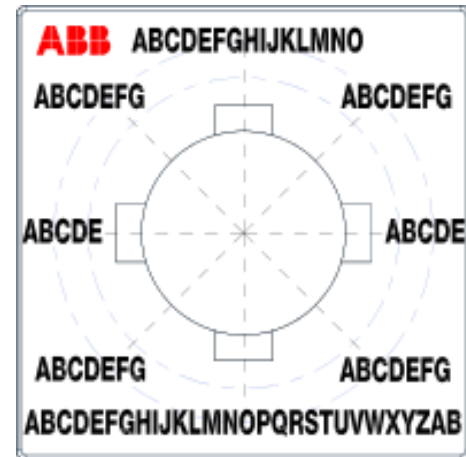 ABB ABCDEFGHIJKLMNO
ABCDEFG ABCDEFG
ABCDE ABCDE
ABCDEFG ABCDEFG
ABCDEFGHIJKLMNOPQRSTUVWXYZAB